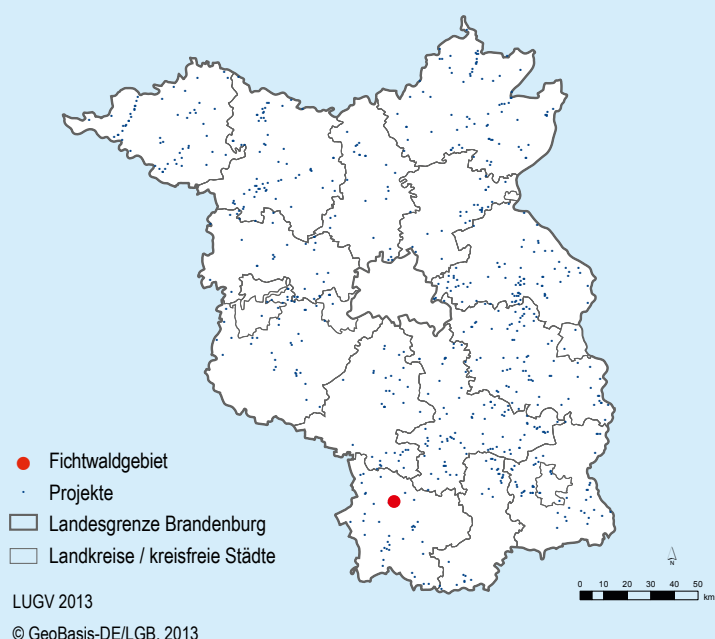 Fichtwaldgebiet
Projekte
Landesgrenze Brandenburg
Landkreise / kreisfreie Städte
LUGV 2013
© GeoBasis-DE/LGB, 2013
N
0 10 20 30 40 50
km